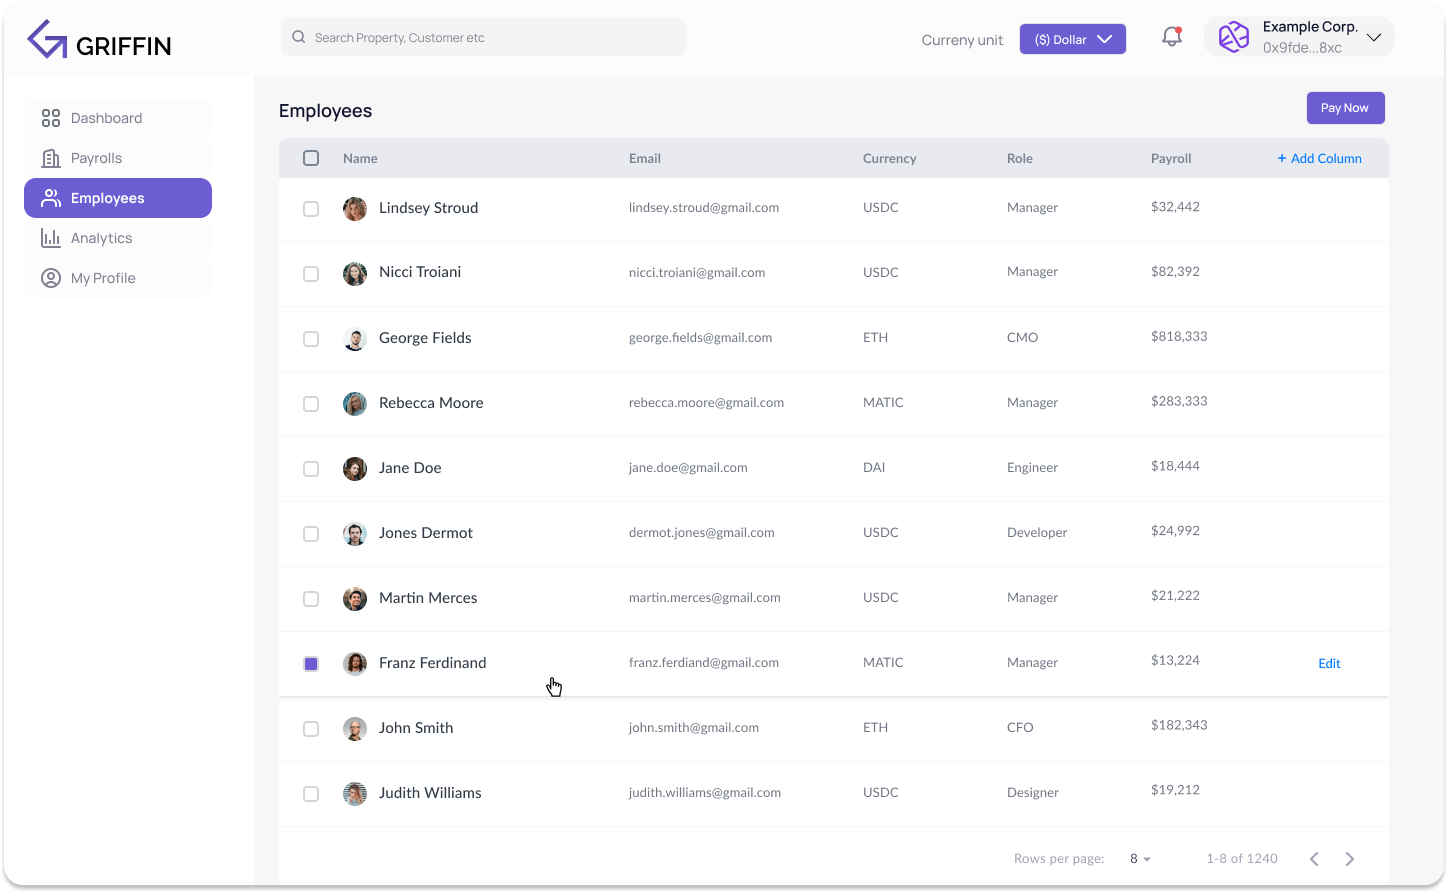 GRIFFIN
Search Property, Customer etc
Curreny unit
($) Dollar
Example Corp.
0x9fde...8xc
Dashboard
Payrolls
Employees
Analytics
My Profile
Employees
Pay Now
Name Email Currency Role Payroll + Add Column
Lindsey Stroud lindsey.stroud@gmail.com USDC Manager $32,442
Nicci Troiani nicci.troiani@gmail.com USDC Manager $82,392
George Fields george.fields@gmail.com ETH CMO $818,333
Rebecca Moore rebecca.moore@gmail.com MATIC Manager $283,333
Jane Doe jane.doe@gmail.com DAI Engineer $18,444
Jones Dermot dermot.jones@gmail.com USDC Developer $24,992
Martin Merces martin.merces@gmail.com USDC Manager $21,222
Franz Ferdinand franz.ferdiand@gmail.com MATIC Manager $13,224 Edit
John Smith john.smith@gmail.com ETH CFO $182,343
Judith Williams judith.williams@gmail.com USDC Designer $19,212
Rows per page: 8 1-8 of 1240